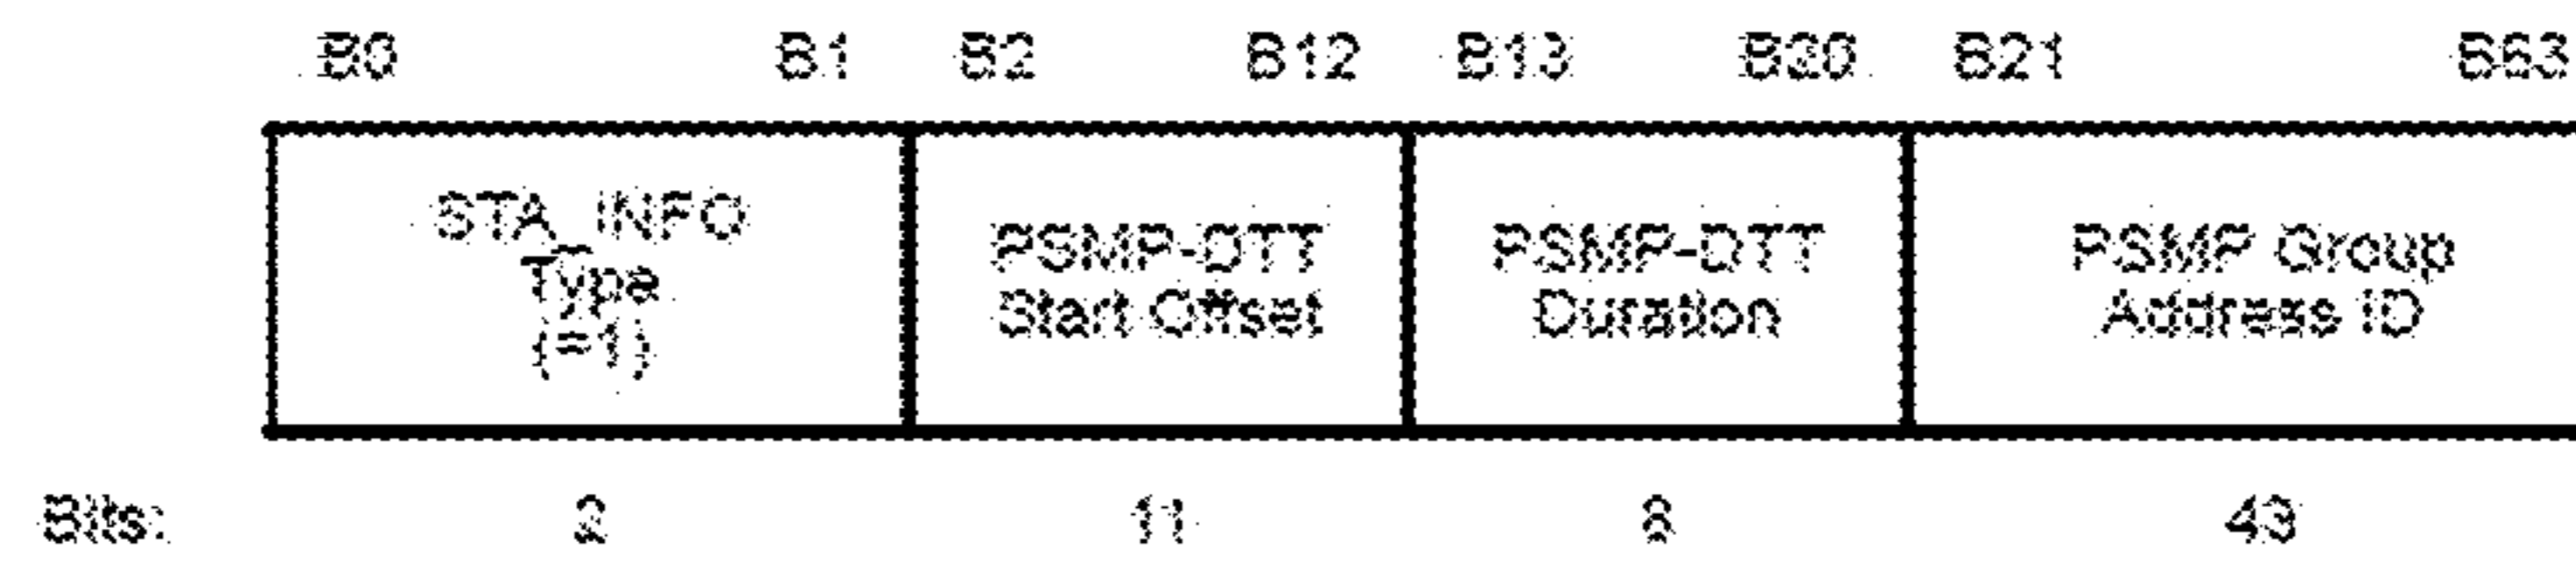 B0 B1 B2 B12 B13 B20 B21 B63
STA_INFO
Type
(=1)
PSMP-DTT
Start Offset
PSMP-DTT
Duration
PSMP Group
Address ID
Bits: 2 11 8 43